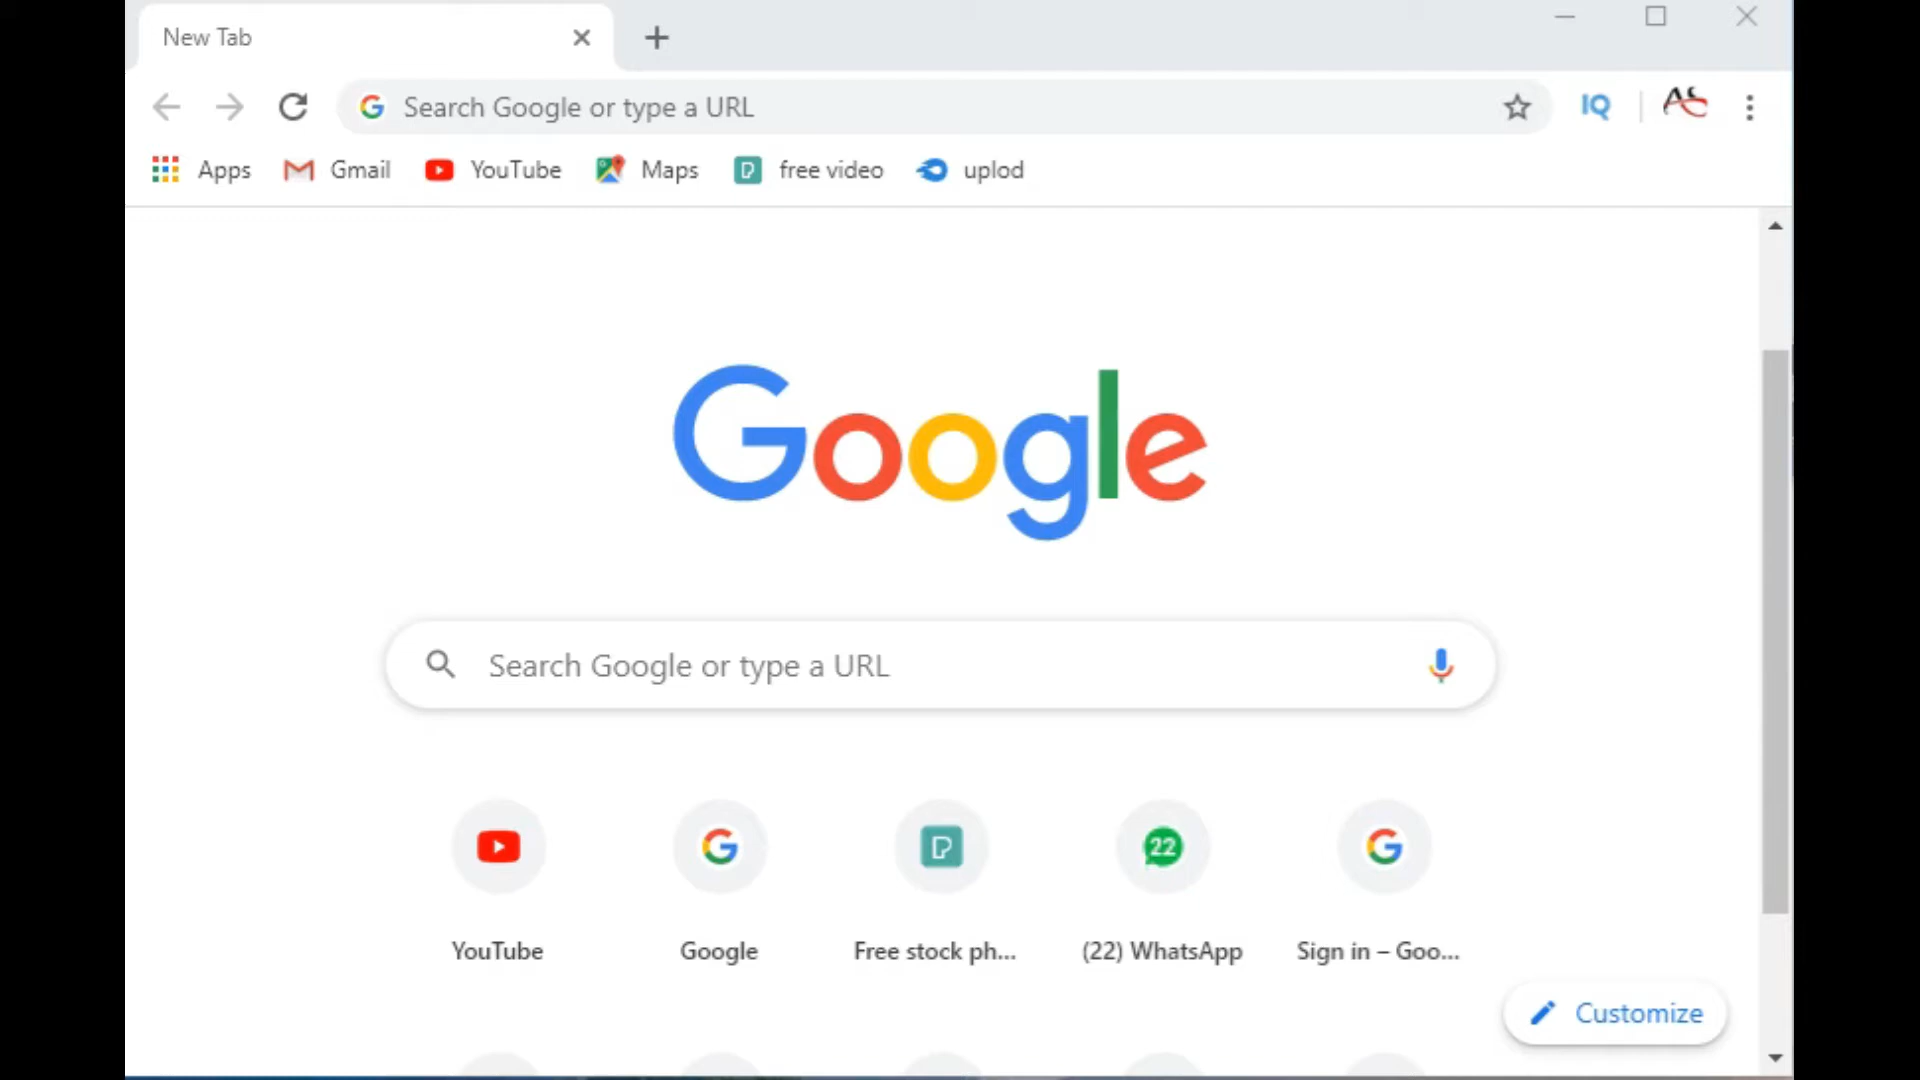 New Tab
Search Google or type a URL
IQ
Apps Gmail YouTube Maps free video uplod
Google
Search Google or type a URL
22
YouTube Google Free stock ph... (22) WhatsApp Sign in – Goo...
Customize